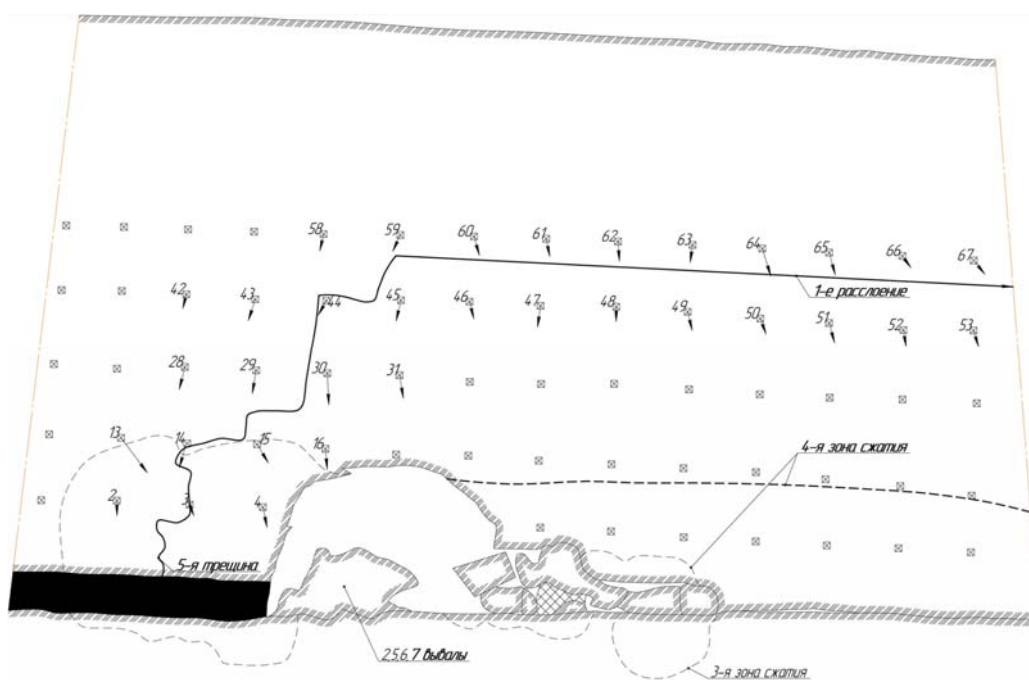 58 59 60 61 62 63 64 65 66 67
1-е расслоение
42 43 44 45 46 47 48 49 50 51 52 53
28 29 30 31
13 14 15 16
4-я зона сжатия
2 3 4
5-я трещина
2,5,6, 7 вывалы
3-я зона сжатия